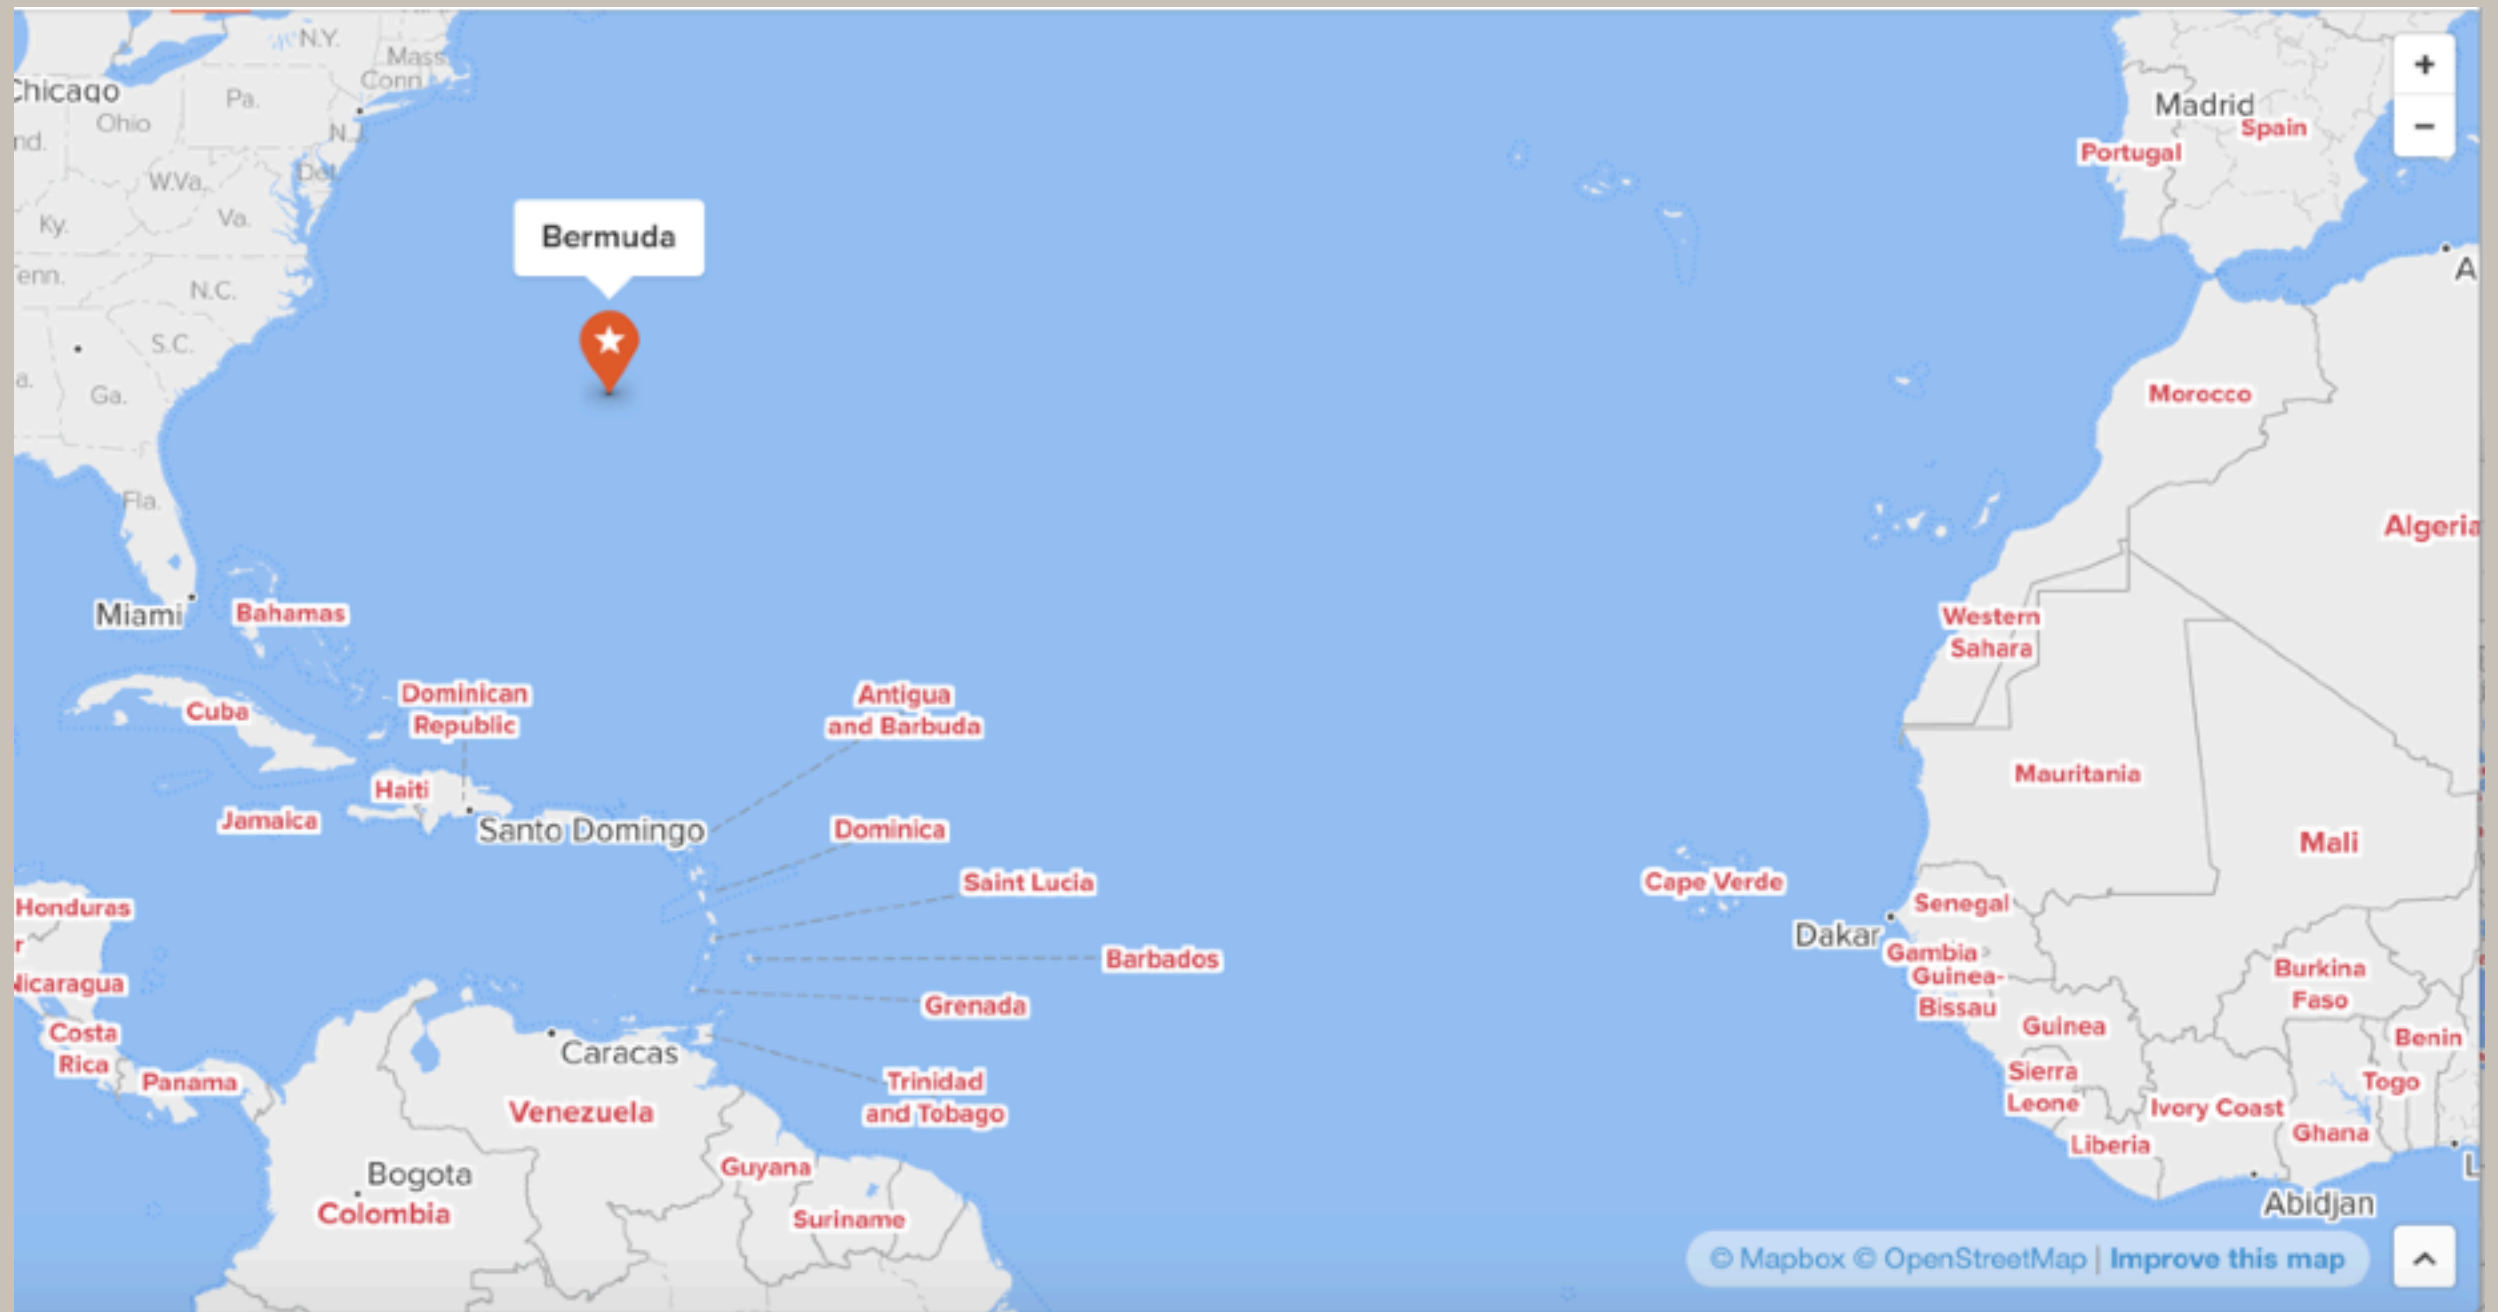 N.Y.
Mass
Conn
Chicago
Pa.
Ohio
N.J.
nd.
Del.
W.Va.
Ky.
Va.
enn.
N.C.
S.C.
a.
Ga.
Fla.
Madrid
Spain
Portugal
+
−
A
Bermuda
Morocco
Algeria
Miami
Bahamas
Western
Sahara
Cuba
Dominican
Republic
Antigua
and Barbuda
Haiti
Jamaica
Santo Domingo
Dominica
Mauritania
Mali
Saint Lucia
Cape Verde
Senegal
Honduras
r
Dakar
Nicaragua
Barbados
Gambia
Guinea-
Bissau
Burkina
Faso
Grenada
Guinea
Costa
Rica
Benin
Caracas
Panama
Trinidad
and Tobago
Sierra
Leone
Togo
Venezuela
Ivory Coast
Ghana
Liberia
Guyana
Bogota
Colombia
Suriname
L
Abidjan
© Mapbox © OpenStreetMap | Improve this map